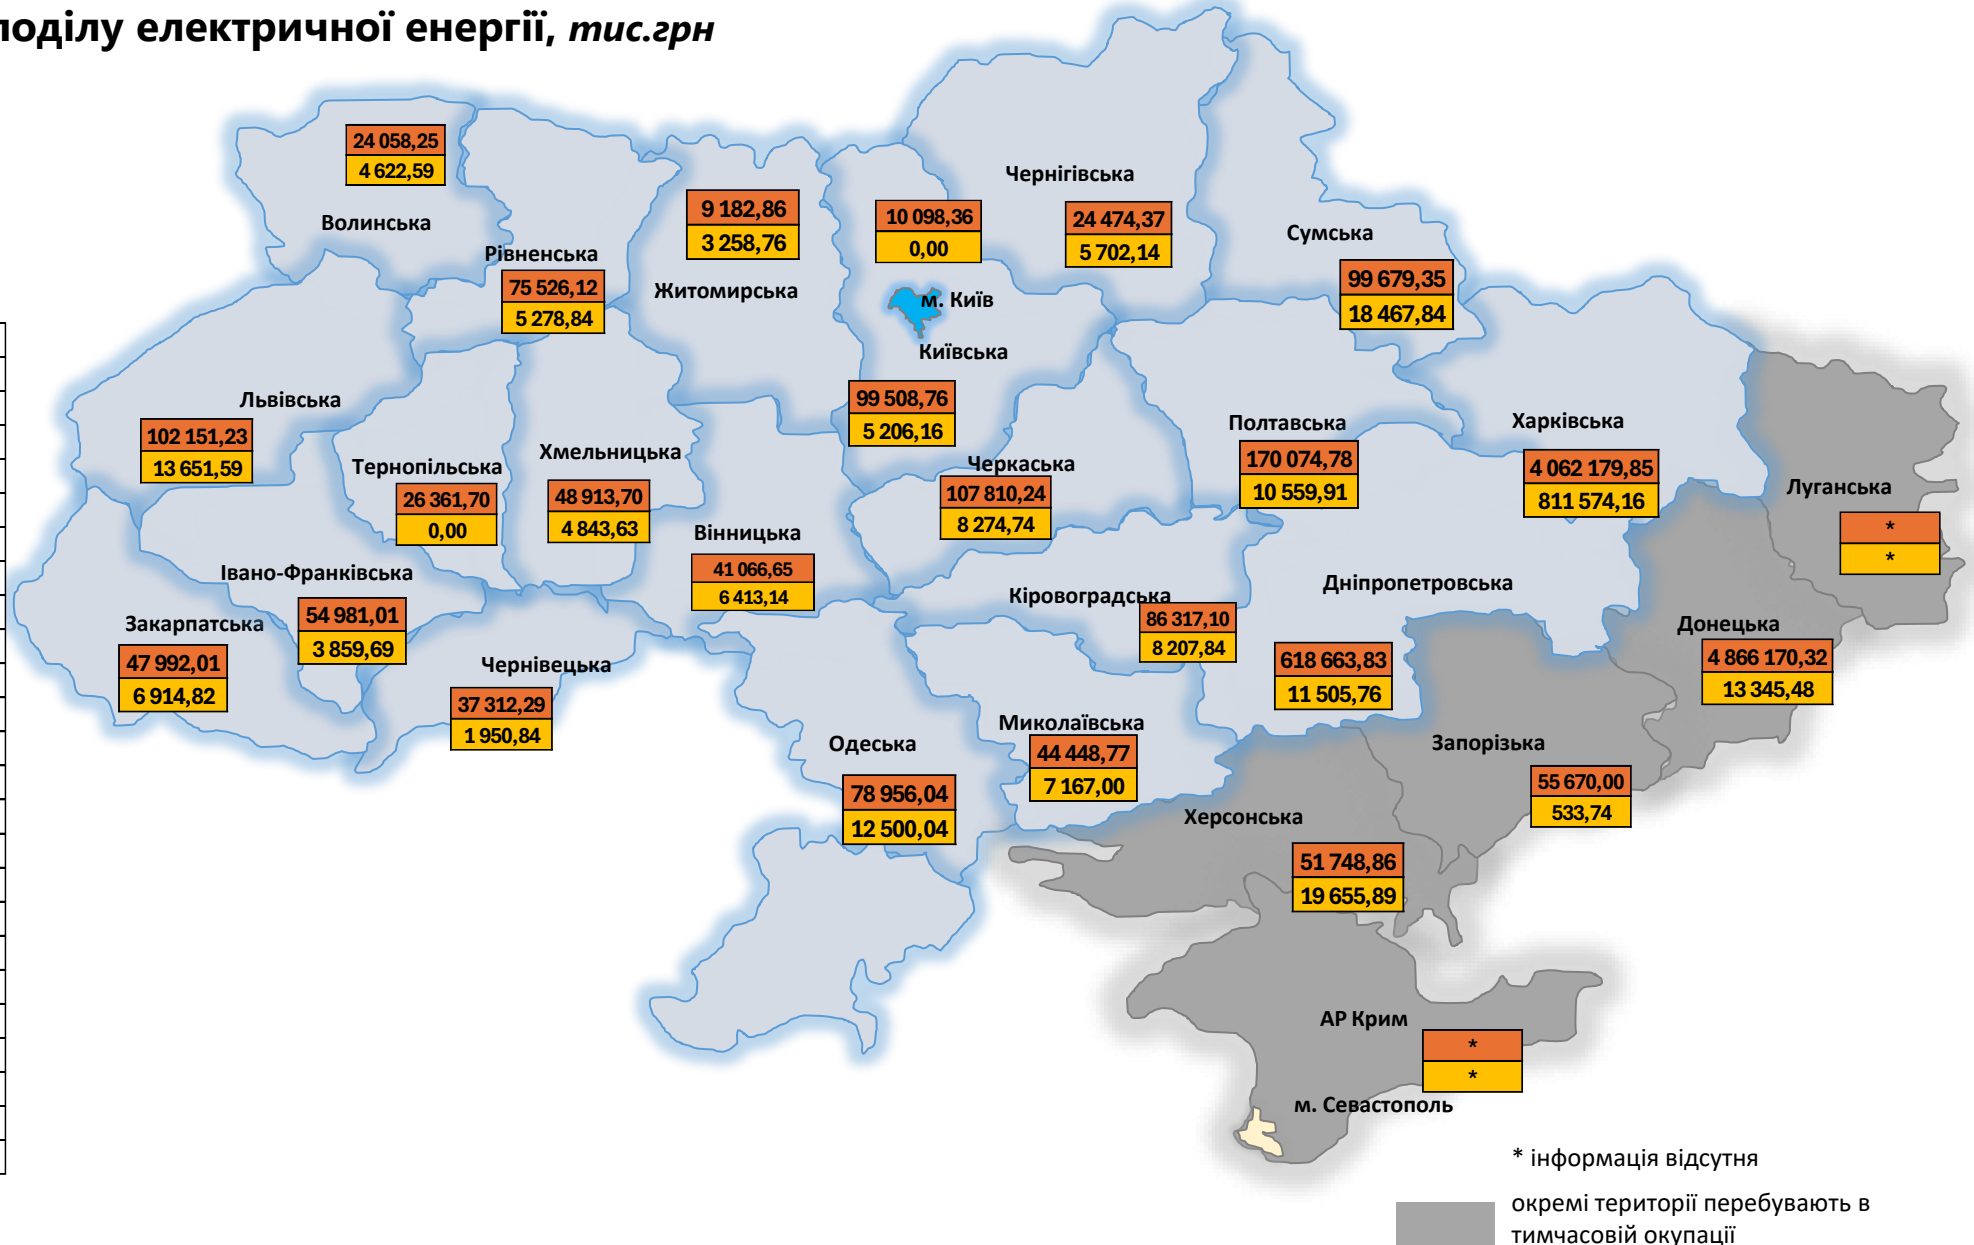 поділу електричної енергії, тис.грн
24 058,25
4 622,59
Волинська
Рівненська
75 526,12
5 278,84
9 182,86
3 258,76
Житомирська
10 098,36
0,00
м. Київ
Київська
99 508,76
5 206,16
Чернігівська
24 474,37
5 702,14
Сумська
99 679,35
18 467,84
Львівська
102 151,23
13 651,59
Тернопільська
26 361,70
0,00
Хмельницька
48 913,70
4 843,63
Вінницька
41 066,65
6 413,14
Черкаська
107 810,24
8 274,74
Полтавська
170 074,78
10 559,91
Харківська
4 062 179,85
811 574,16
Луганська
*
*
Івано-Франківська
54 981,01
3 859,69
Закарпатська
47 992,01
6 914,82
Чернівецька
37 312,29
1 950,84
Кіровоградська
86 317,10
8 207,84
Дніпропетровська
618 663,83
11 505,76
Донецька
4 866 170,32
13 345,48
Одеська
78 956,04
12 500,04
Миколаївська
44 448,77
7 167,00
Запорізька
55 670,00
533,74
Херсонська
51 748,86
19 655,89
АР Крим
*
*
м. Севастополь
* інформація відсутня
окремі території перебувають в
тимчасовій окупації